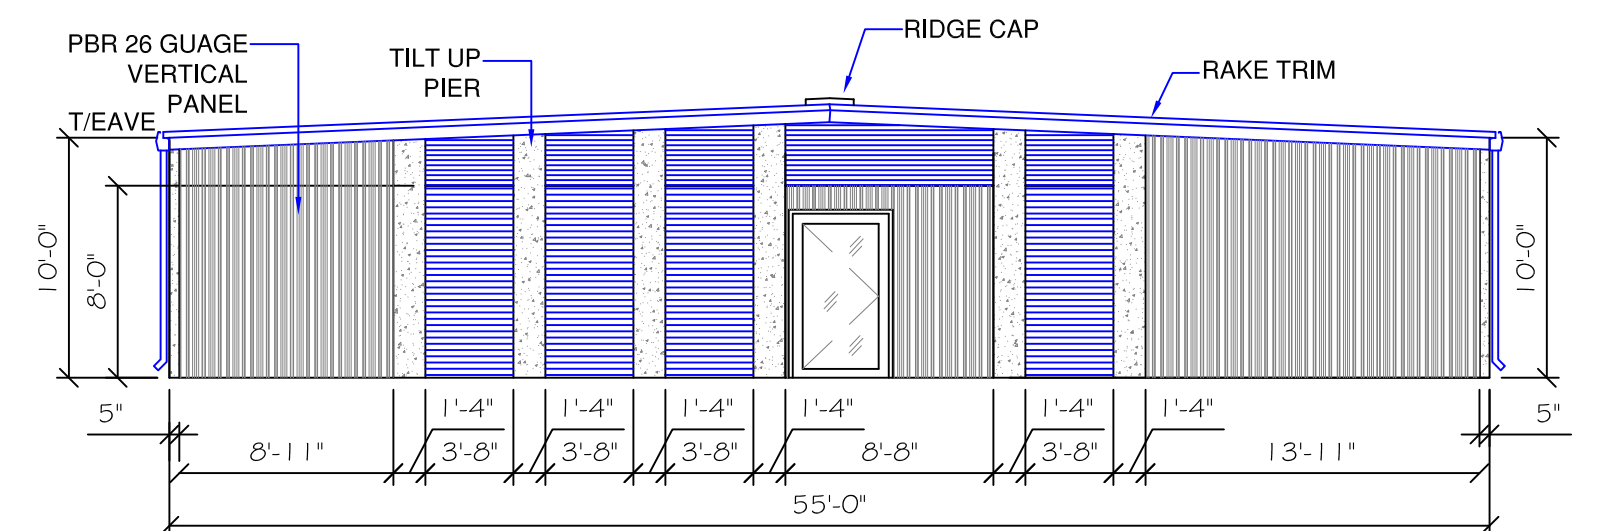 RIDGE CAP
PBR 26 GUAGE
VERTICAL
PANEL
TILT UP
PIER
RAKE TRIM
T/EAVE
10'-0"
8'-0"
10'-0"
5"
1'-4"
1'-4"
1'-4"
1'-4"
1'-4"
1'-4"
5"
8'-11"
3'-8"
3'-8"
3'-8"
8'-8"
3'-8"
13'-11"
55'-0"